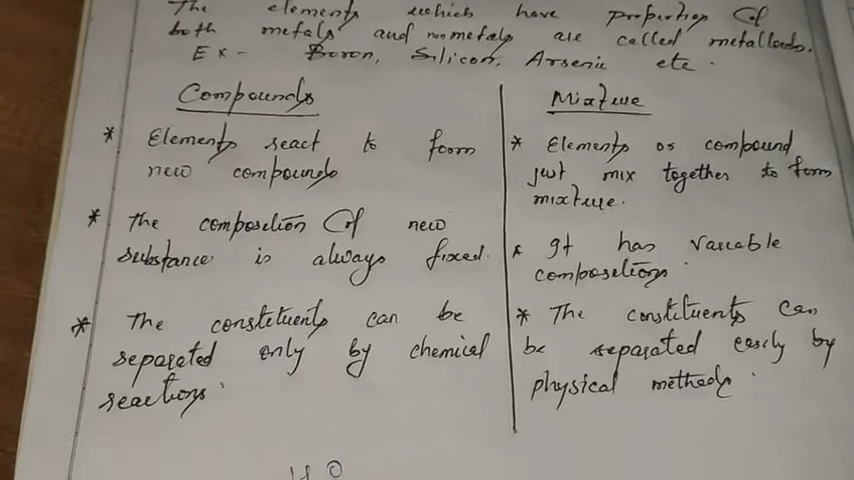 The elements which have properties of
both metals and nonmetals are called metalloids.
Ex- Boron, Silicon, Arsenic etc.
Compounds
* Elements react to form
new compounds
* The composition of new
substance is always fixed.
* The constituents can be
separated only by chemical
reactions.
Mixture
* Elements or compound
just mix together to form
mixture.
* It has variable
compositions.
* The constituents can
be separated easily by
physical methods.